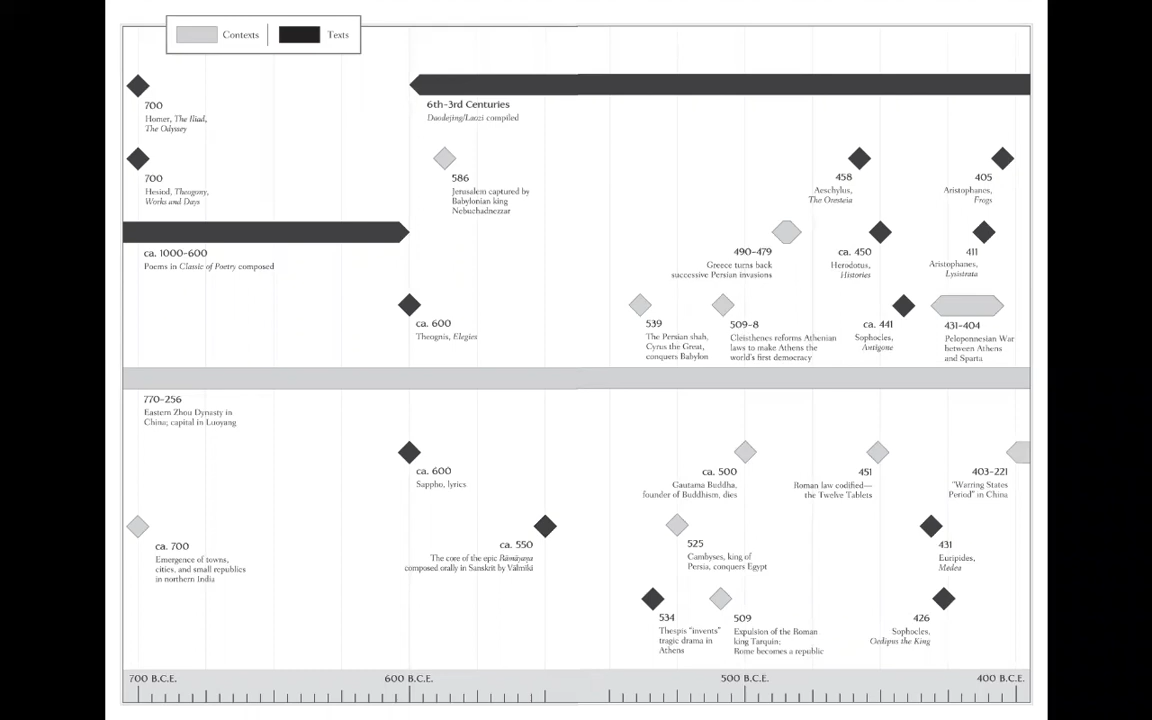 Contexts
Texts
700
Homer, The Iliad,
The Odyssey
6th-3rd Centuries
Daodejing/Laozi compiled
700
Hesiod, Theogony,
Works and Days
586
Jerusalem captured by
Babylonian king
Nebuchadnezzar
458
Aeschylus,
The Oresteia
405
Aristophanes,
Frogs
ca. 1000-600
Poems in Classic of Poetry composed
490-479
Greece turns back
successive Persian invasions
ca. 450
Herodotus,
Histories
411
Aristophanes,
Lysistrata
ca. 600
Theognis, Elegies
539
The Persian shah,
Cyrus the Great,
conquers Babylon
509-8
Cleisthenes reforms Athenian
laws to make Athens the
world's first democracy
ca. 441
Sophocles,
Antigone
431-404
Peloponnesian War
between Athens
and Sparta
770-256
Eastern Zhou Dynasty in
China; capital in Luoyang
ca. 600
Sappho, lyrics
ca. 500
Gautama Buddha,
founder of Buddhism, dies
451
Roman law codified—
the Twelve Tablets
403-221
"Warring States
Period" in China
ca. 700
Emergence of towns,
cities, and small republics
in northern India
ca. 550
The core of the epic Rāmāyaṇa
composed orally in Sanskrit by Vālmīki
525
Cambyses, king of
Persia, conquers Egypt
431
Euripides,
Medea
534
Thespis "invents"
tragic drama in
Athens
509
Expulsion of the Roman
king Tarquin;
Rome becomes a republic
426
Sophocles,
Oedipus the King
700 B.C.E.
600 B.C.E.
500 B.C.E.
400 B.C.E.